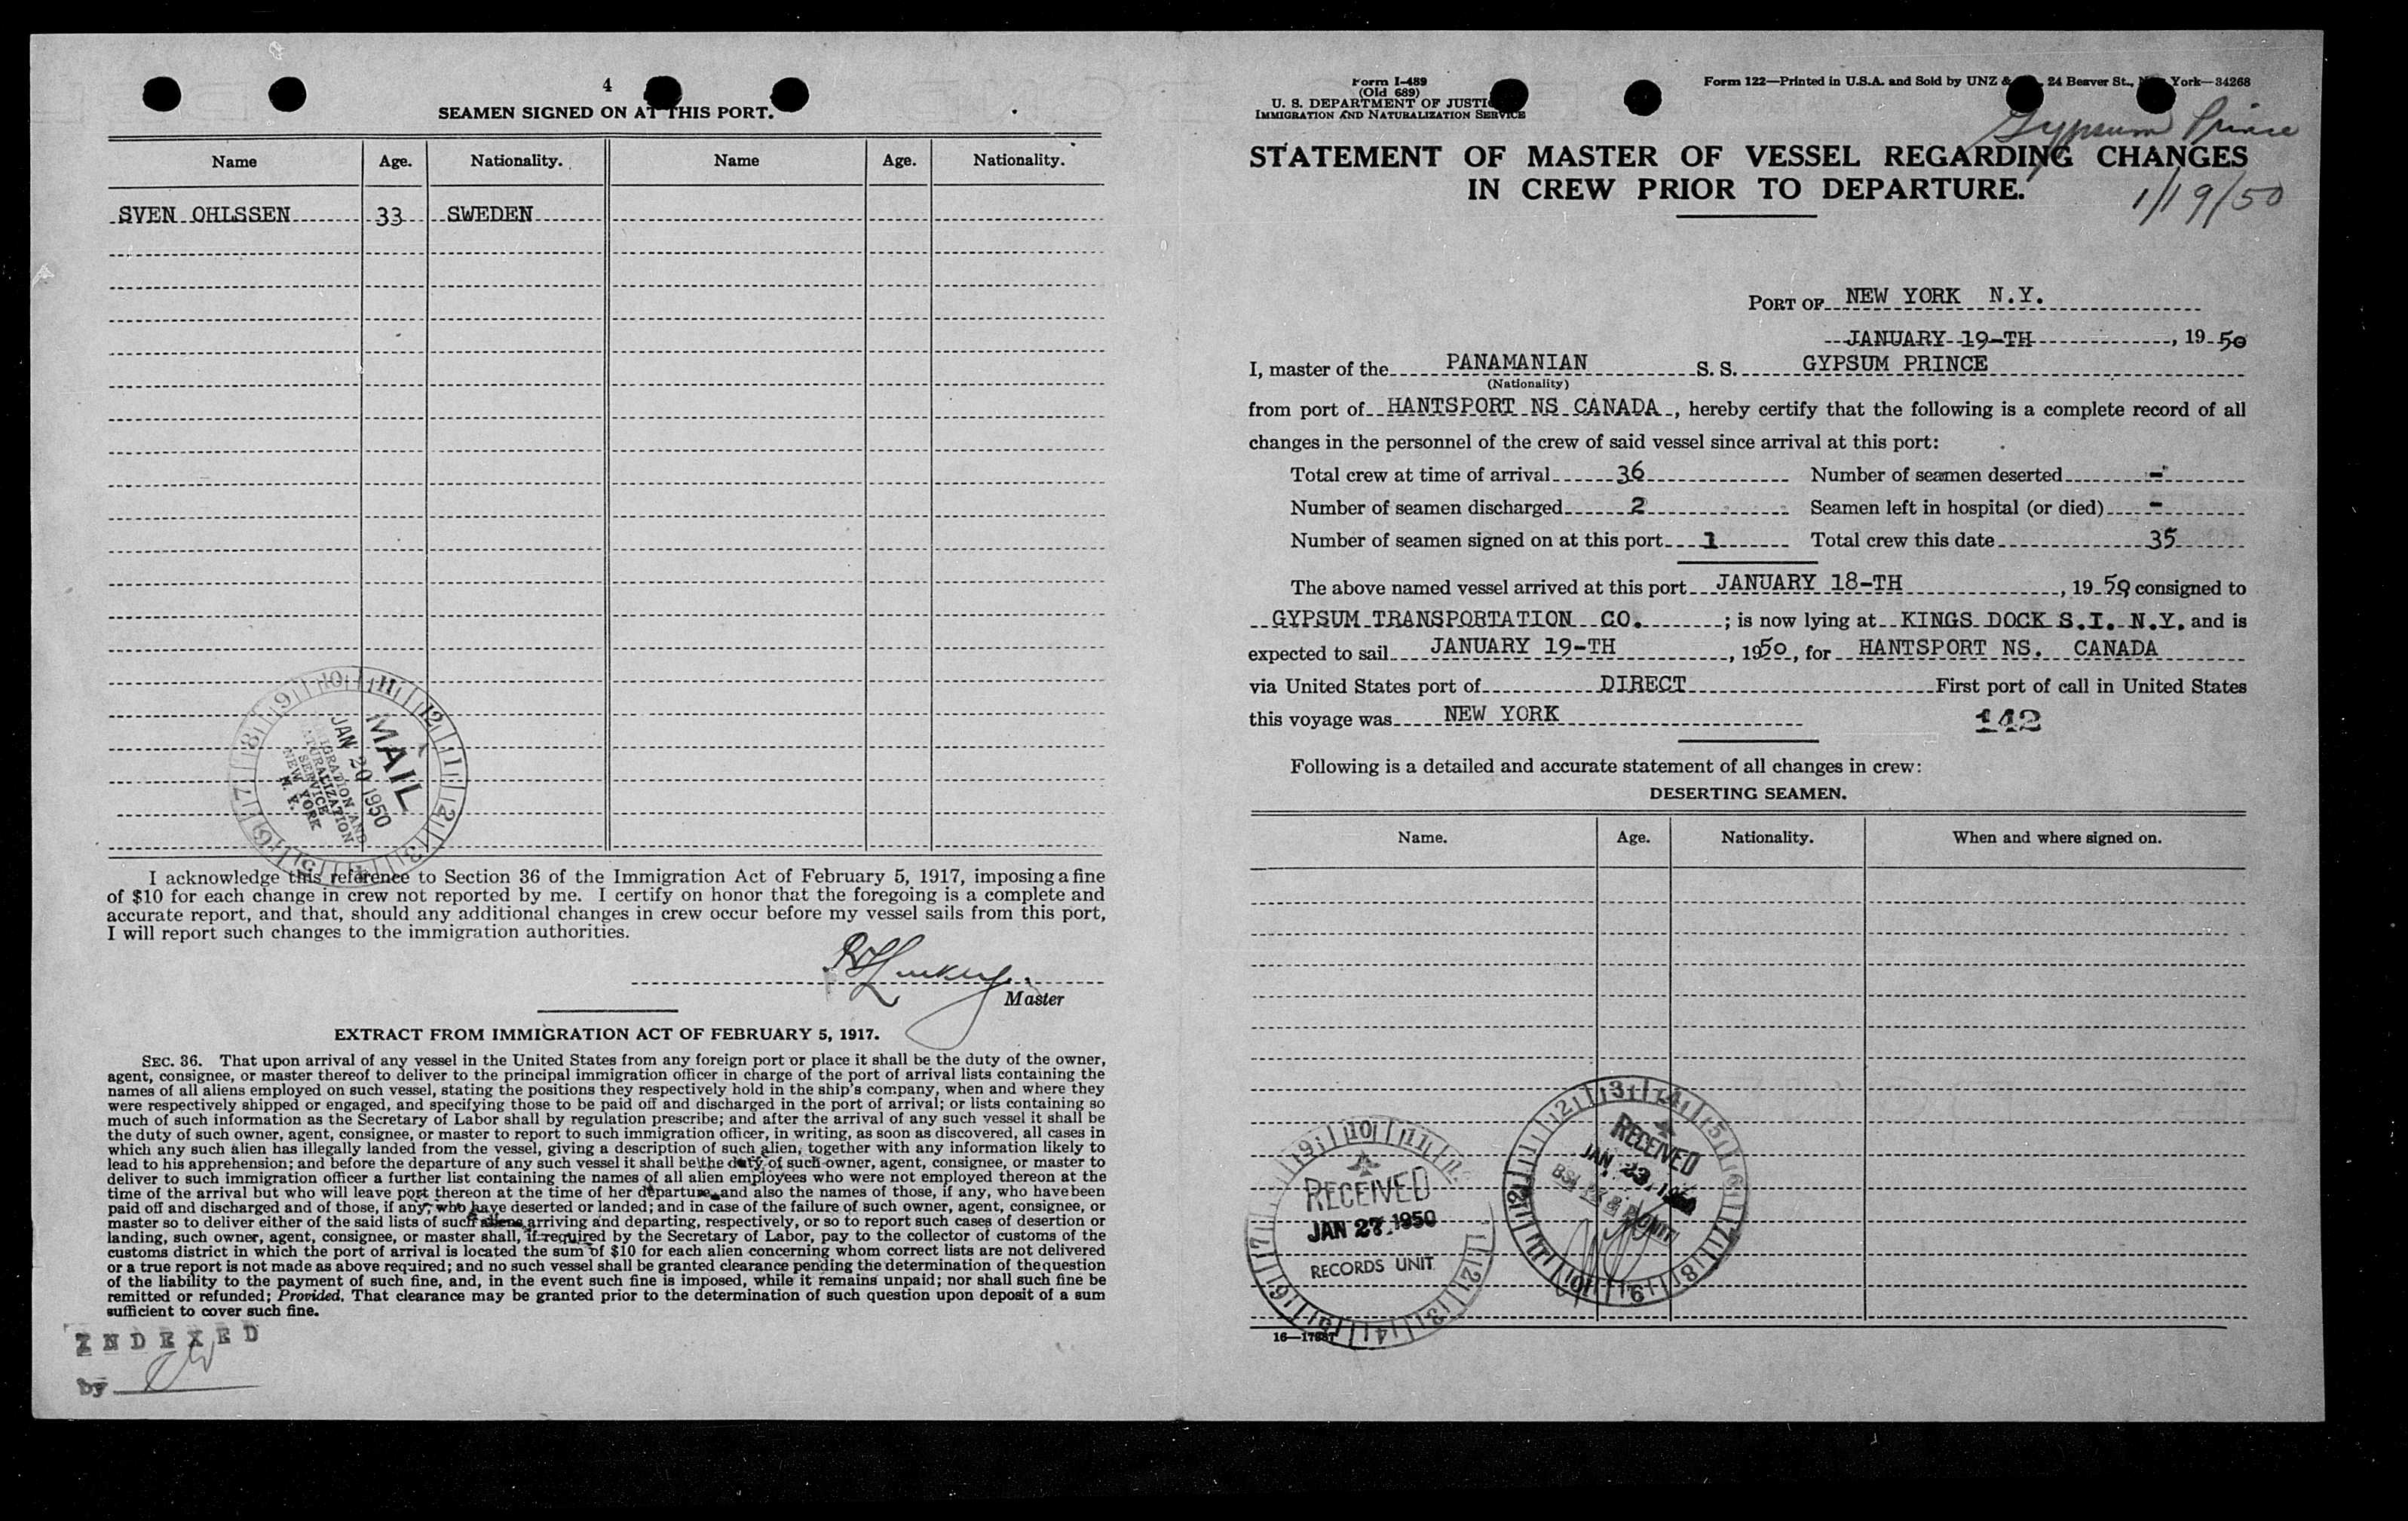 4
SEAMEN SIGNED ON AT THIS PORT.
Name Age. Nationality. Name Age. Nationality.
SVEN OHLSSEN 33 SWEDEN
MAIL
JAN 20 1950
IGRATION AND
TURALIZATION
SERVICE
NEW YORK
N. Y.
I acknowledge this reference to Section 36 of the Immigration Act of February 5, 1917, imposing a fine
of $10 for each change in crew not reported by me. I certify on honor that the foregoing is a complete and
accurate report, and that, should any additional changes in crew occur before my vessel sails from this port,
I will report such changes to the immigration authorities.
Master
EXTRACT FROM IMMIGRATION ACT OF FEBRUARY 5, 1917.
SEC. 36. That upon arrival of any vessel in the United States from any foreign port or place it shall be the duty of the owner,
agent, consignee, or master thereof to deliver to the principal immigration officer in charge of the port of arrival lists containing the
names of all aliens employed on such vessel, stating the positions they respectively hold in the ship's company, when and where they
were respectively shipped or engaged, and specifying those to be paid off and discharged in the port of arrival; or lists containing so
much of such information as the Secretary of Labor shall by regulation prescribe; and after the arrival of any such vessel it shall be
the duty of such owner, agent, consignee, or master to report to such immigration officer, in writing, as soon as discovered, all cases in
which any such alien has illegally landed from the vessel, giving a description of such alien, together with any information likely to
lead to his apprehension; and before the departure of any such vessel it shall be the duty of such owner, agent, consignee, or master to
deliver to such immigration officer a further list containing the names of all alien employees who were not employed thereon at the
time of the arrival but who will leave port thereon at the time of her departure and also the names of those, if any, who have been
paid off and discharged and of those, if any, who have deserted or landed; and in case of the failure of such owner, agent, consignee, or
master so to deliver either of the said lists of such aliens arriving and departing, respectively, or so to report such cases of desertion or
landing, such owner, agent, consignee, or master shall, if required by the Secretary of Labor, pay to the collector of customs of the
customs district in which the port of arrival is located the sum of $10 for each alien concerning whom correct lists are not delivered
or a true report is not made as above required; and no such vessel shall be granted clearance pending the determination of the question
of the liability to the payment of such fine, and, in the event such fine is imposed, while it remains unpaid; nor shall such fine be
remitted or refunded; Provided, That clearance may be granted prior to the determination of such question upon deposit of a sum
sufficient to cover such fine.
INDEXED
by
Form I-489
(Old 689)
U. S. DEPARTMENT OF JUSTICE
IMMIGRATION AND NATURALIZATION SERVICE
Form 122—Printed in U.S.A. and Sold by UNZ & 24 Beaver St., New York—34268
Gypsum Prince
STATEMENT OF MASTER OF VESSEL REGARDING CHANGES
IN CREW PRIOR TO DEPARTURE.
1/19/50
PORT OF NEW YORK N.Y.
JANUARY 19-TH, 19 50
I, master of the PANAMANIAN S. S. GYPSUM PRINCE
(Nationality)
from port of HANTSPORT NS CANADA, hereby certify that the following is a complete record of all
changes in the personnel of the crew of said vessel since arrival at this port:
Total crew at time of arrival 36 Number of seamen deserted -
Number of seamen discharged 2 Seamen left in hospital (or died) -
Number of seamen signed on at this port 1 Total crew this date 35
The above named vessel arrived at this port JANUARY 18-TH, 19 50 consigned to
GYPSUM TRANSPORTATION CO.; is now lying at KINGS DOCK S.I. N.Y. and is
expected to sail JANUARY 19-TH, 1950, for HANTSPORT NS. CANADA
via United States port of DIRECT First port of call in United States
this voyage was NEW YORK 142
Following is a detailed and accurate statement of all changes in crew:
DESERTING SEAMEN.
Name. Age. Nationality. When and where signed on.
RECEIVED
JAN 27 1950
RECORDS UNIT
RECEIVED
JAN 23
UNIT
16—17887